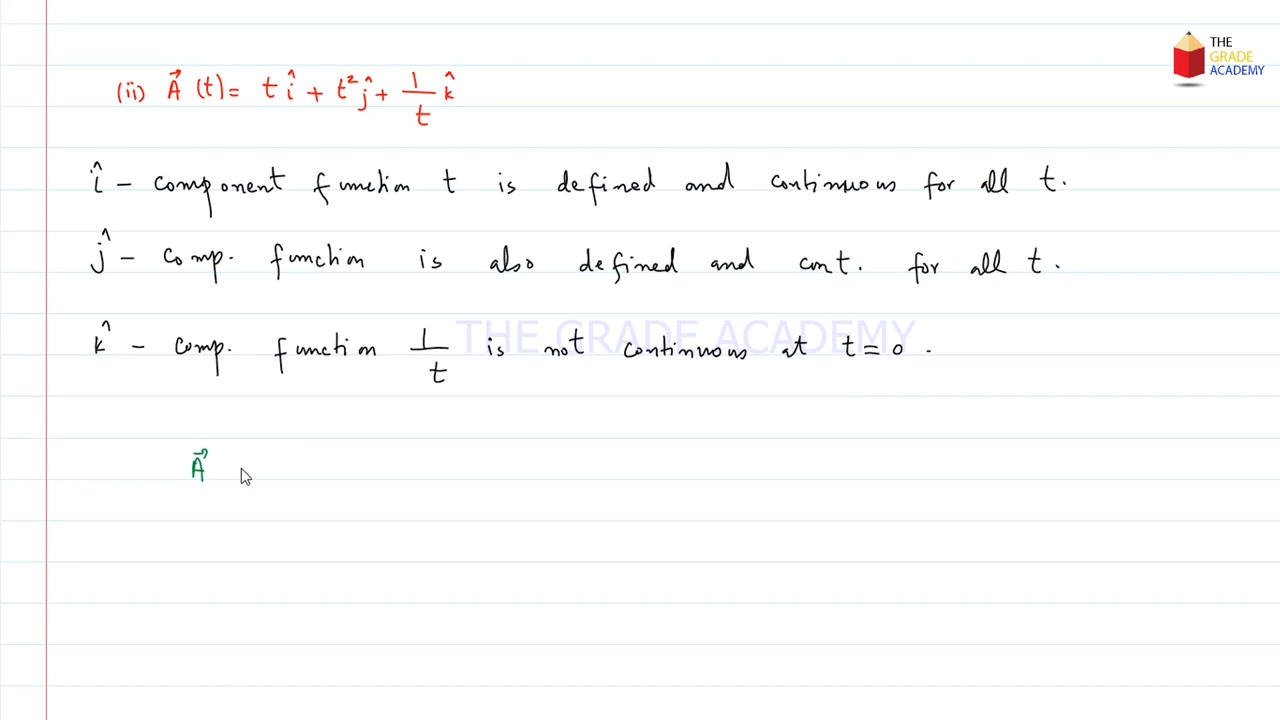 THE
GRADE
ACADEMY
(ii) A⃗ (t) = t î + t² ĵ + 1/t k̂
î - component function t is defined and continuous for all t.
ĵ - comp. function is also defined and cont. for all t.
k̂ - comp. function 1/t is not continuous at t = 0.
THE GRADE ACADEMY
A⃗